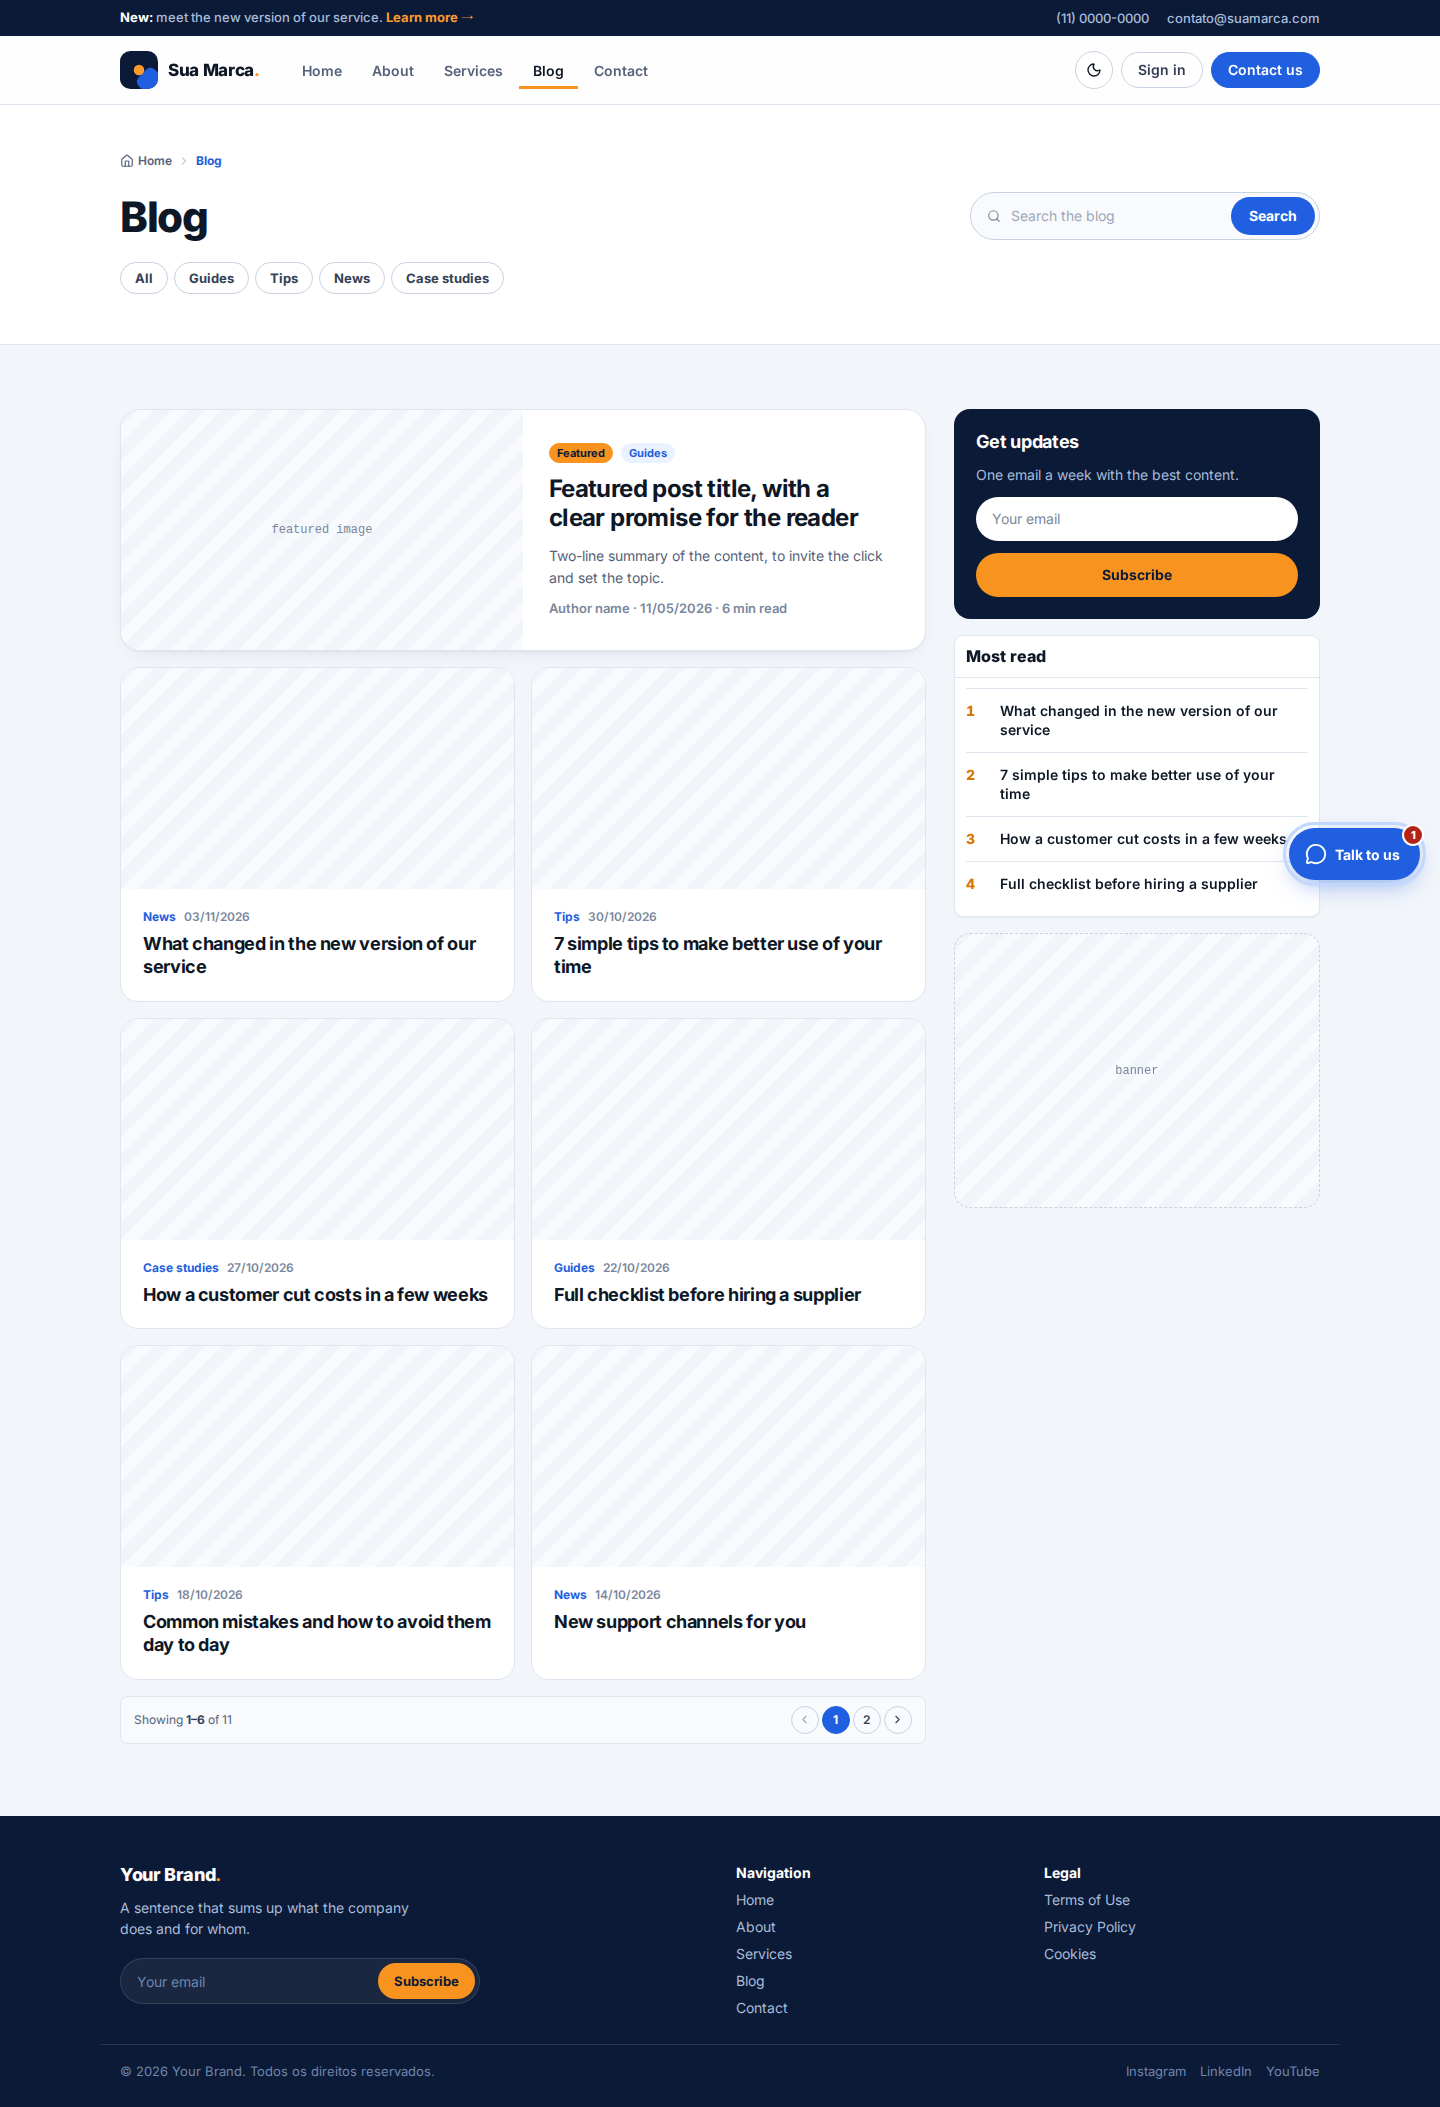 New: meet the new version of our service. Learn more →
(11) 0000-0000 contato@suamarca.com
Sua Marca.
Home About Services Blog Contact
Sign in Contact us
Home > Blog
Blog
Search the blog Search
All Guides Tips News Case studies
featured image
Featured Guides
Featured post title, with a
clear promise for the reader
Two-line summary of the content, to invite the click
and set the topic.
Author name · 11/05/2026 · 6 min read
News 03/11/2026
What changed in the new version of our
service
Tips 30/10/2026
7 simple tips to make better use of your
time
Case studies 27/10/2026
How a customer cut costs in a few weeks
Guides 22/10/2026
Full checklist before hiring a supplier
Tips 18/10/2026
Common mistakes and how to avoid them
day to day
News 14/10/2026
New support channels for you
Showing 1–6 of 11
1 2
Get updates
One email a week with the best content.
Your email
Subscribe
Most read
1 What changed in the new version of our
service
2 7 simple tips to make better use of your
time
3 How a customer cut costs in a few weeks
4 Full checklist before hiring a supplier
Talk to us
1
banner
Your Brand.
A sentence that sums up what the company
does and for whom.
Your email Subscribe
Navigation
Home
About
Services
Blog
Contact
Legal
Terms of Use
Privacy Policy
Cookies
© 2026 Your Brand. Todos os direitos reservados.
Instagram LinkedIn YouTube